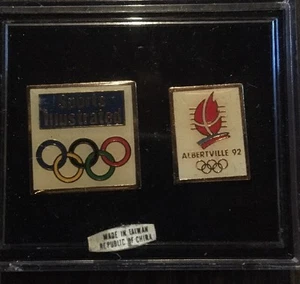 Sports
Illustrated
ALBERTVILLE 92
MADE IN TAIWAN
REPUBLIC OF CHINA